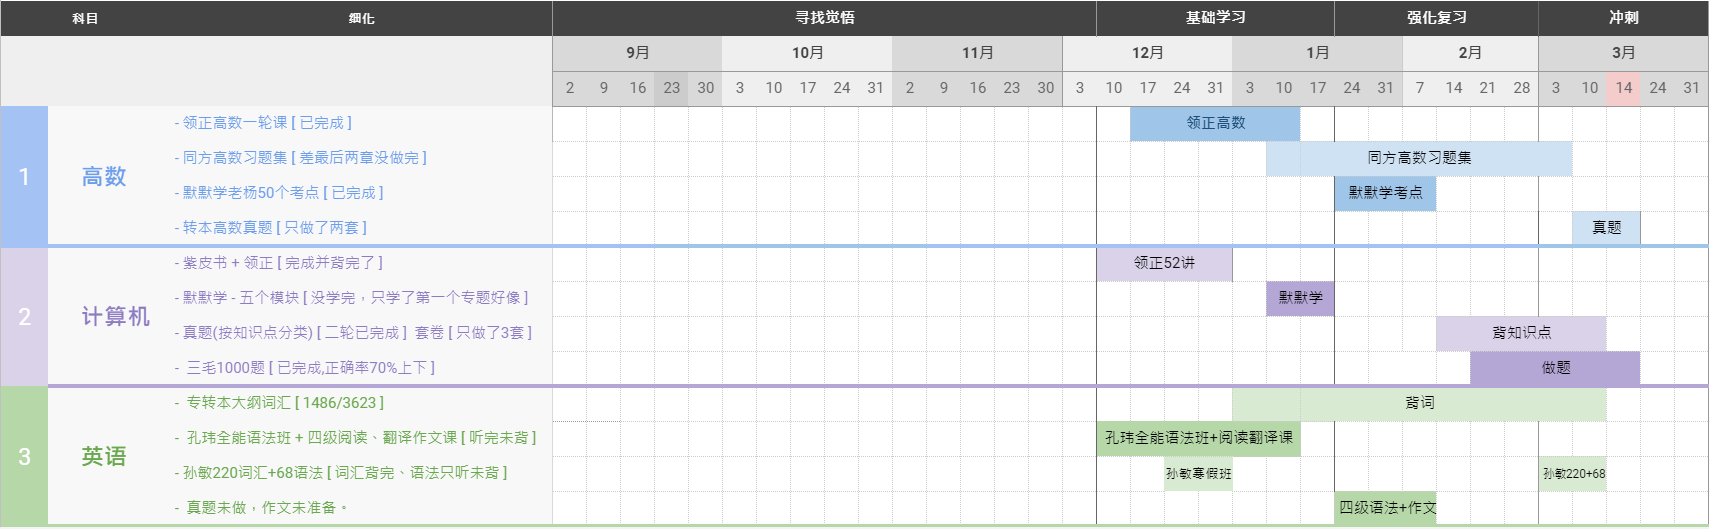 科目 细化 寻找觉悟 基础学习 强化复习 冲刺
9月 10月 11月 12月 1月 2月 3月
2 9 16 23 30 3 10 17 24 31 2 9 16 23 30 3 10 17 24 31 3 10 17 24 31 7 14 21 28 3 10 14 24 31
1
高数
- 领正高数一轮课 [ 已完成 ] 领正高数
- 同方高数习题集 [ 差最后两章没做完 ] 同方高数习题集
- 默默学老杨50个考点 [ 已完成 ] 默默学考点
- 转本高数真题 [ 只做了两套 ] 真题
2
计算机
- 紫皮书 + 领正 [ 完成并背完了 ] 领正52讲
- 默默学 - 五个模块 [ 没学完，只学了第一个专题好像 ] 默默学
- 真题(按知识点分类) [ 二轮已完成 ] 套卷 [ 只做了3套 ] 背知识点
- 三毛1000题 [ 已完成,正确率70%上下 ] 做题
3
英语
- 专转本大纲词汇 [ 1486/3623 ] 背词
- 孔玮全能语法班 + 四级阅读、翻译作文课 [ 听完未背 ] 孔玮全能语法班+阅读翻译课
- 孙敏220词汇+68语法 [ 词汇背完、语法只听未背 ] 孙敏寒假班 孙敏220+68
- 真题未做，作文未准备。 四级语法+作文